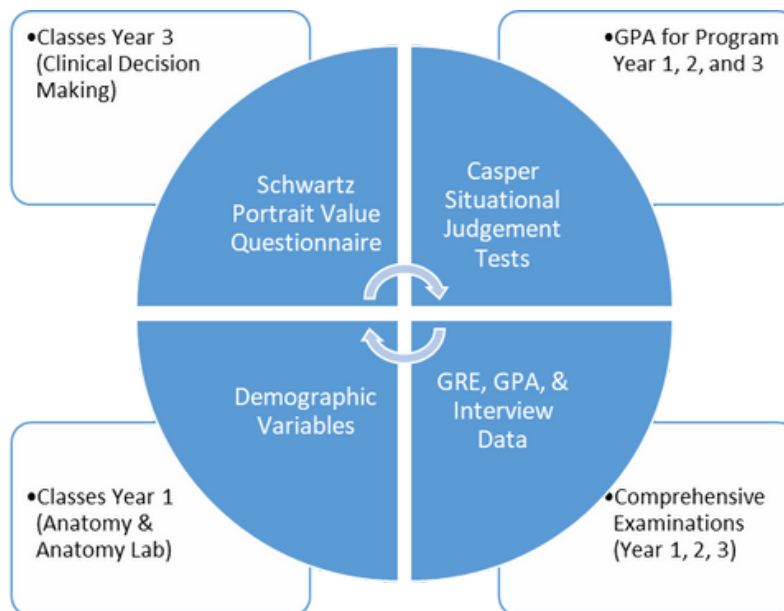 •Classes Year 3
(Clinical Decision
Making)
•GPA for Program
Year 1, 2, and 3
Schwartz
Portrait Value
Questionnaire
Casper
Situational
Judgement
Tests
Demographic
Variables
GRE, GPA, &
Interview
Data
•Classes Year 1
(Anatomy &
Anatomy Lab)
•Comprehensive
Examinations
(Year 1, 2, 3)